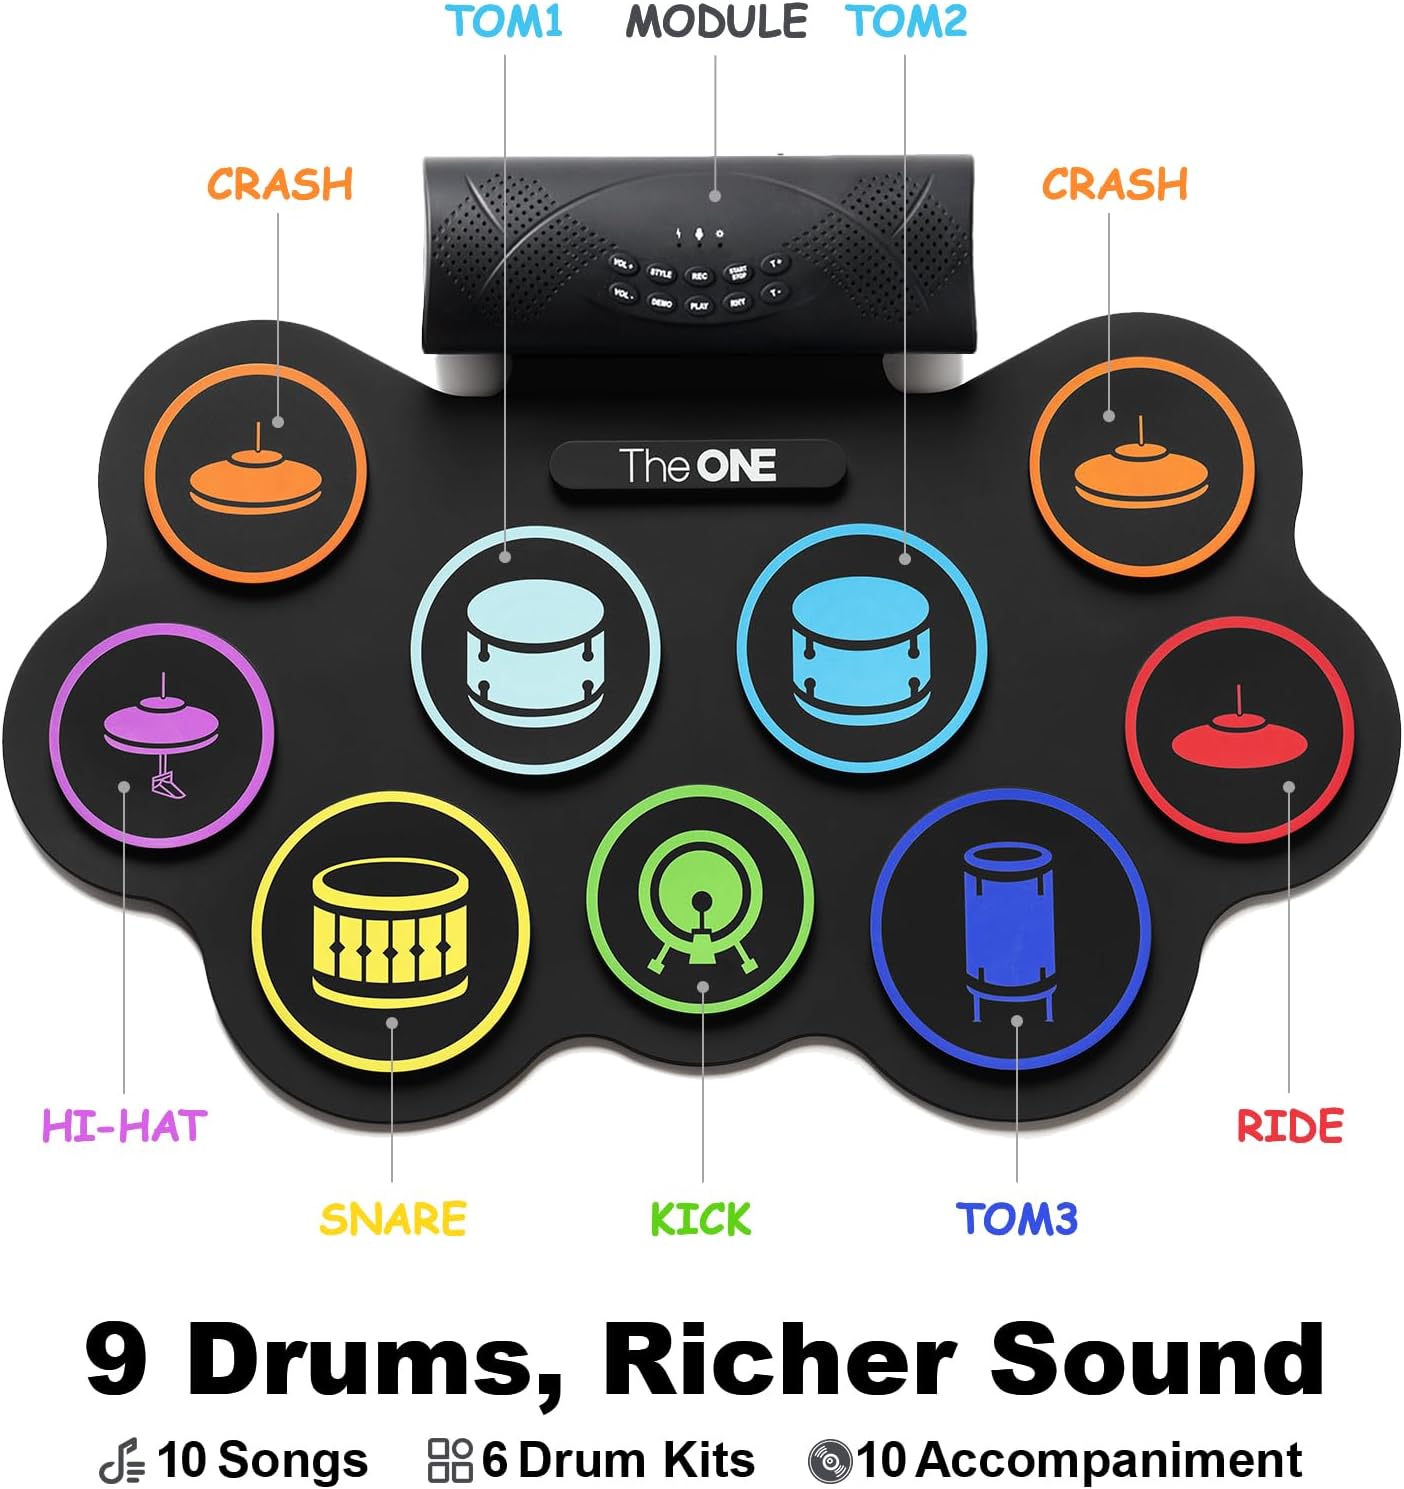 TOM1 MODULE TOM2
CRASH CRASH
VOL+ STYLE REC START STOP T+
VOL- DEMO PLAY RHY T-
The ONE
HI-HAT RIDE
SNARE KICK TOM3
9 Drums, Richer Sound
10 Songs 6 Drum Kits 10 Accompaniment